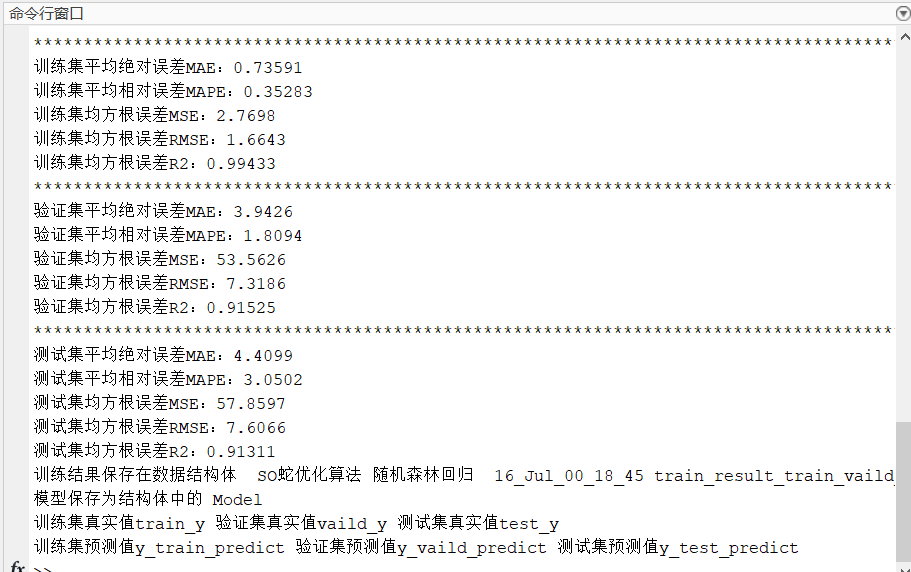 命令行窗口
******************************************************************************************
训练集平均绝对误差MAE：0.73591
训练集平均相对误差MAPE：0.35283
训练集均方根误差MSE：2.7698
训练集均方根误差RMSE：1.6643
训练集均方根误差R2：0.99433
******************************************************************************************
验证集平均绝对误差MAE：3.9426
验证集平均相对误差MAPE：1.8094
验证集均方根误差MSE：53.5626
验证集均方根误差RMSE：7.3186
验证集均方根误差R2：0.91525
******************************************************************************************
测试集平均绝对误差MAE：4.4099
测试集平均相对误差MAPE：3.0502
测试集均方根误差MSE：57.8597
测试集均方根误差RMSE：7.6066
测试集均方根误差R2：0.91311
训练结果保存在数据结构体  SO蛇优化算法 随机森林回归  16_Jul_00_18_45 train_result_train_vaild_
模型保存为结构体中的 Model
训练集真实值train_y 验证集真实值vaild_y 测试集真实值test_y
训练集预测值y_train_predict 验证集预测值y_vaild_predict 测试集预测值y_test_predict
fx >>